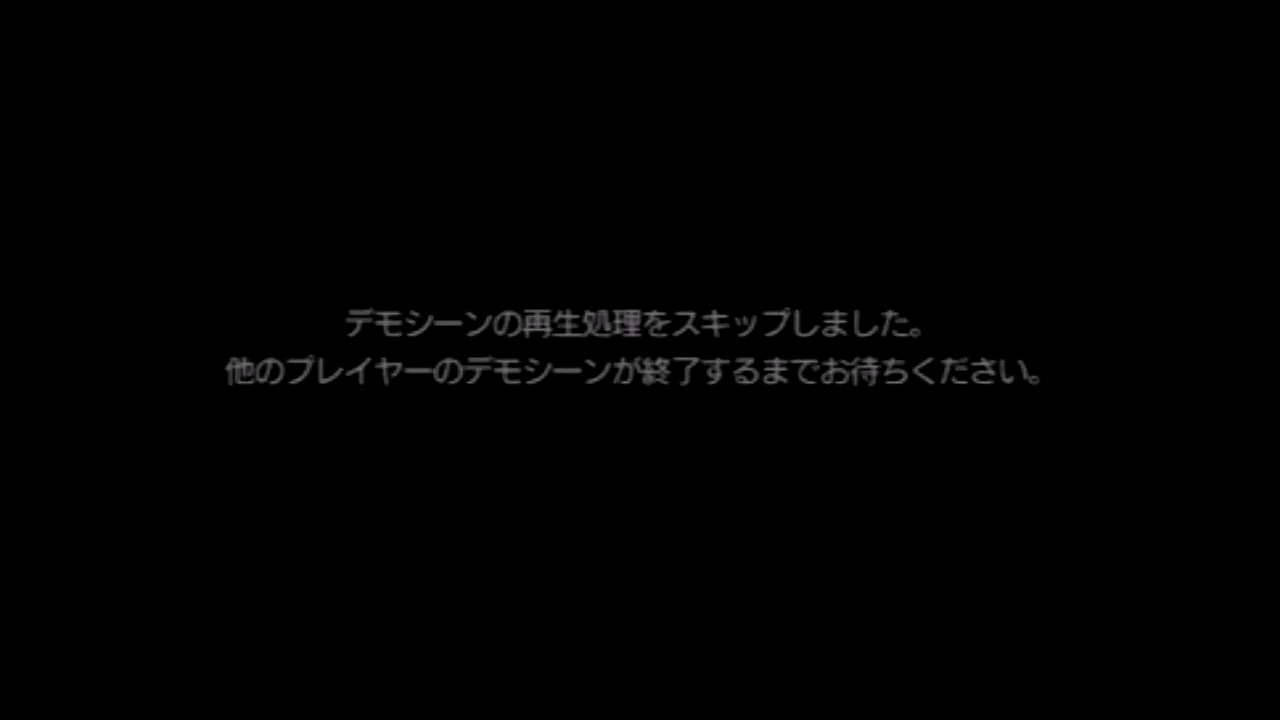 デモシーンの再生処理をスキップしました。
他のプレイヤーのデモシーンが終了するまでお待ちください。